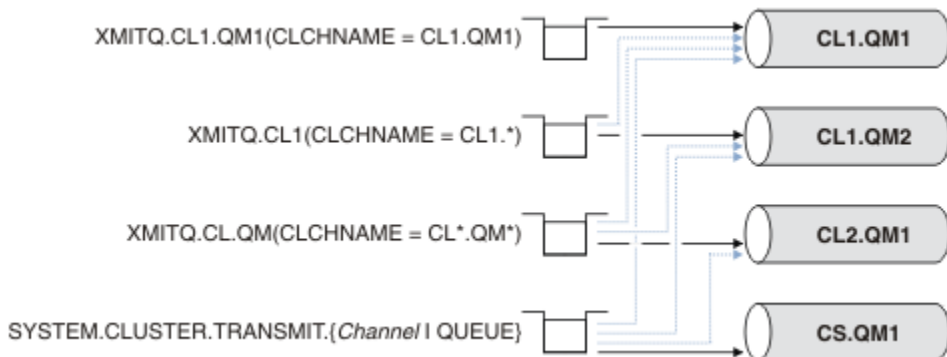 XMITQ.CL1.QM1(CLCHNAME = CL1.QM1)
CL1.QM1
XMITQ.CL1(CLCHNAME = CL1.*)
CL1.QM2
XMITQ.CL.QM(CLCHNAME = CL*.QM*)
CL2.QM1
SYSTEM.CLUSTER.TRANSMIT.{Channel I QUEUE}
CS.QM1